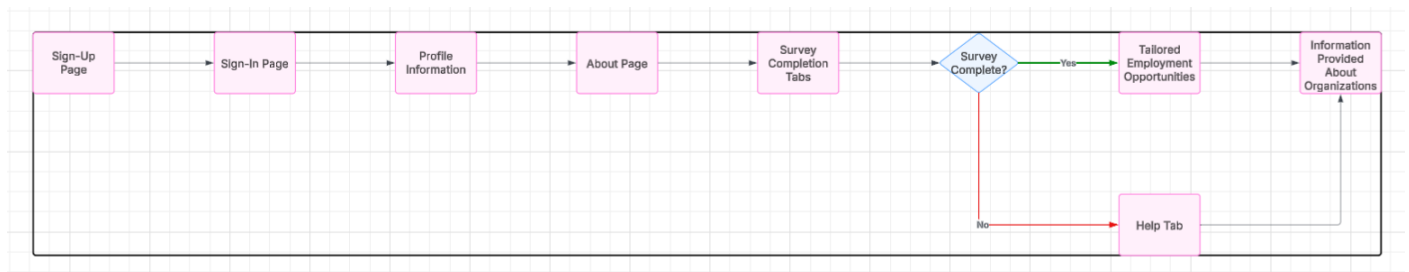 Sign-Up
Page
Sign-In Page
Profile
Information
About Page
Survey
Completion
Tabs
Survey
Complete?
Yes
Tailored
Employment
Opportunities
Information
Provided
About
Organizations
No
Help Tab